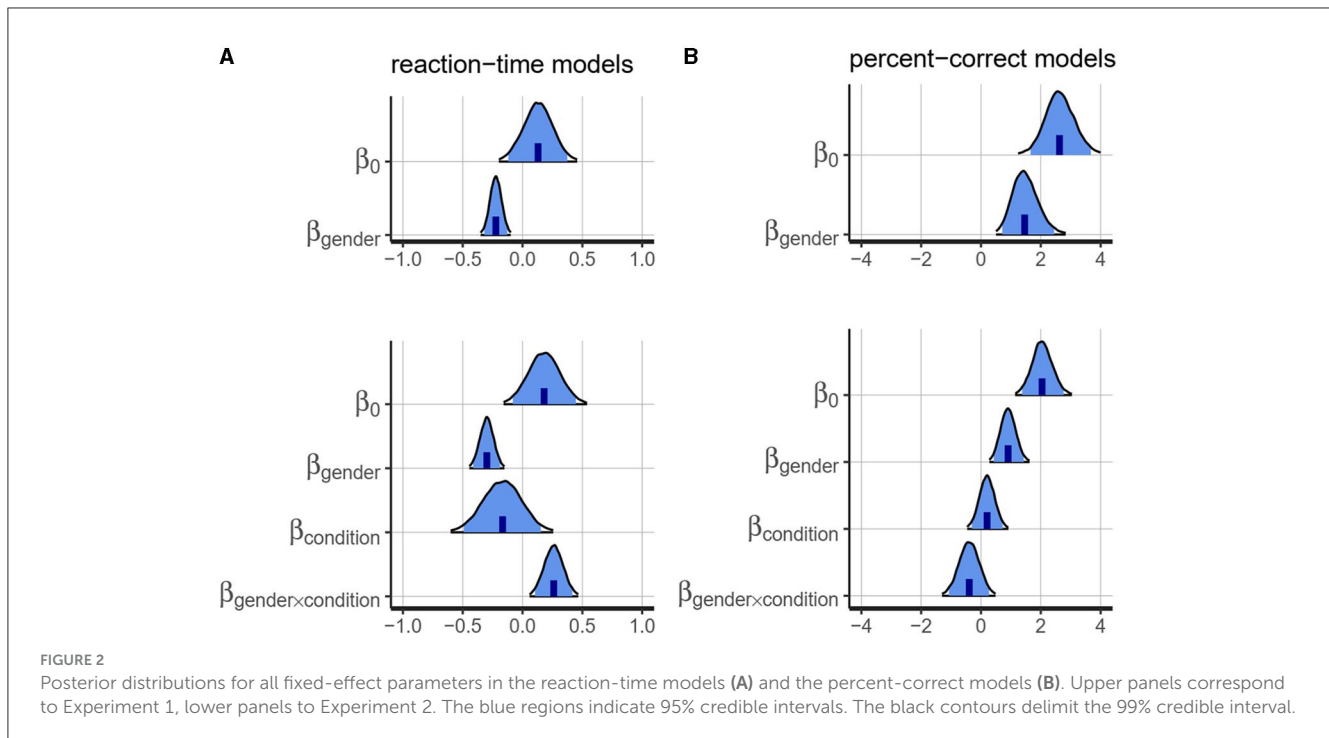 A
reaction−time models
β0
βgender
−1.0 −0.5 0.0 0.5 1.0
β0
βgender
βcondition
βgender×condition
−1.0 −0.5 0.0 0.5 1.0
B
percent−correct models
β0
βgender
−4 −2 0 2 4
β0
βgender
βcondition
βgender×condition
−4 −2 0 2 4
FIGURE 2
Posterior distributions for all fixed-effect parameters in the reaction-time models (A) and the percent-correct models (B). Upper panels correspond
to Experiment 1, lower panels to Experiment 2. The blue regions indicate 95% credible intervals. The black contours delimit the 99% credible interval.